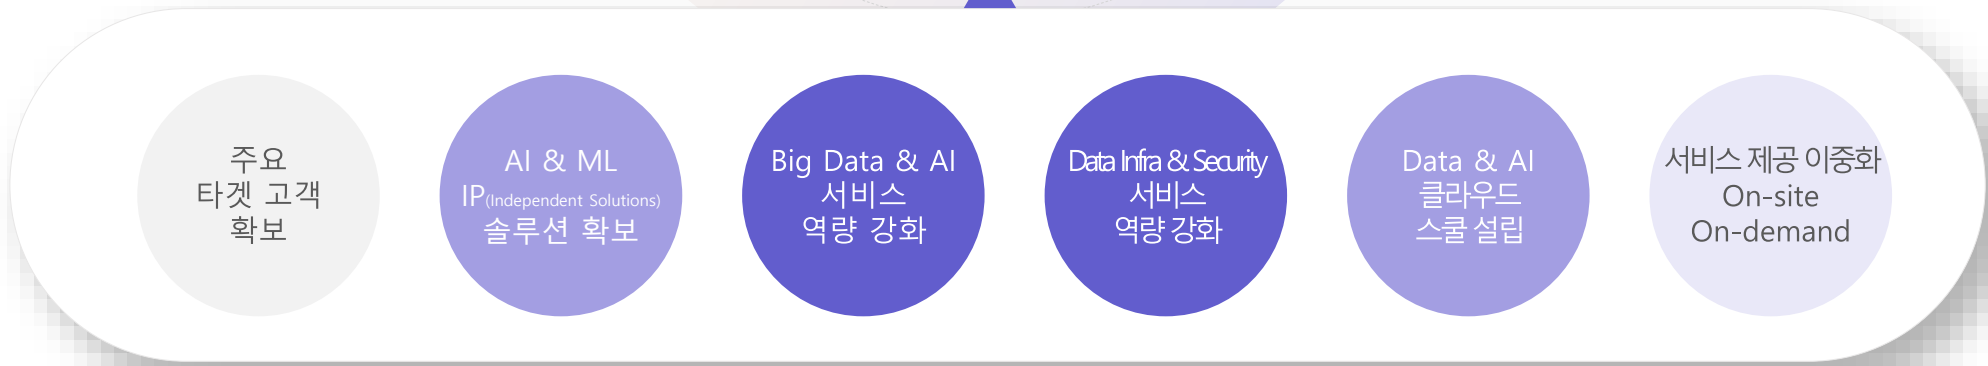 주요
타겟 고객
확보
AI & ML
IP(Independent Solutions)
솔루션 확보
Big Data & AI
서비스
역량 강화
Data Infra & Security
서비스
역량 강화
Data & AI
클라우드
스쿨 설립
서비스 제공 이중화
On-site
On-demand